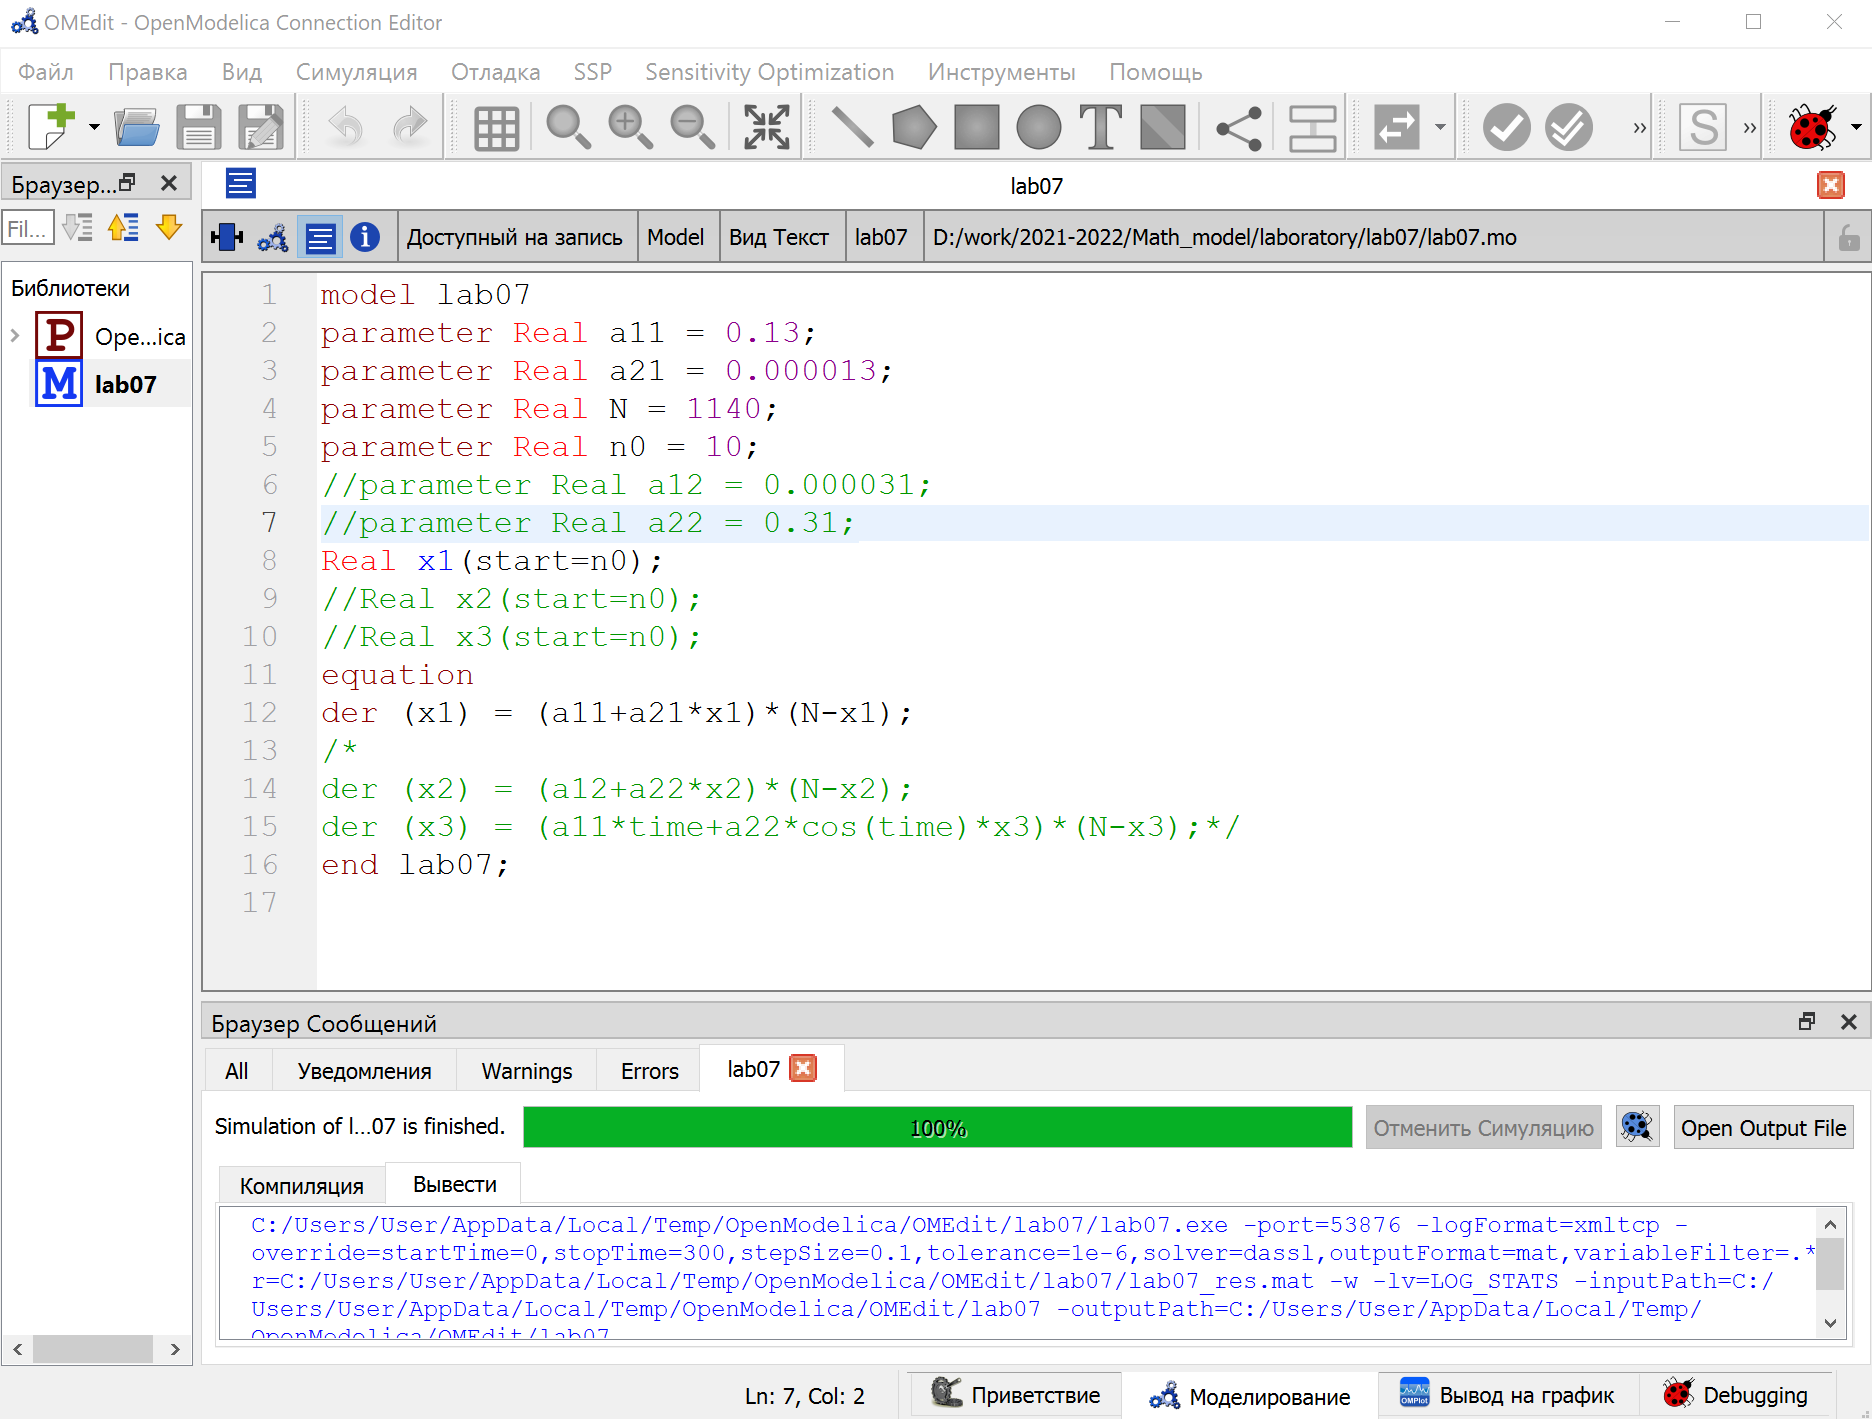 OMEdit - OpenModelica Connection Editor
Файл Правка Вид Симуляция Отладка SSP Sensitivity Optimization Инструменты Помощь
T » S »
Браузер...
lab07
Fil...
i Доступный на запись Model Вид Текст lab07 D:/work/2021-2022/Math_model/laboratory/lab07/lab07.mo
Библиотеки
P Ope...ica
M lab07
1 model lab07
2 parameter Real a11 = 0.13;
3 parameter Real a21 = 0.000013;
4 parameter Real N = 1140;
5 parameter Real n0 = 10;
6 //parameter Real a12 = 0.000031;
7 //parameter Real a22 = 0.31;
8 Real x1(start=n0);
9 //Real x2(start=n0);
10 //Real x3(start=n0);
11 equation
12 der (x1) = (a11+a21*x1)*(N-x1);
13 /*
14 der (x2) = (a12+a22*x2)*(N-x2);
15 der (x3) = (a11*time+a22*cos(time)*x3)*(N-x3);*/
16 end lab07;
17
Браузер Сообщений
All Уведомления Warnings Errors lab07
Simulation of l...07 is finished. 100% Отменить Симуляцию Open Output File
Компиляция Вывести
C:/Users/User/AppData/Local/Temp/OpenModelica/OMEdit/lab07/lab07.exe -port=53876 -logFormat=xmltcp -
override=startTime=0,stopTime=300,stepSize=0.1,tolerance=1e-6,solver=dassl,outputFormat=mat,variableFilter=.*
r=C:/Users/User/AppData/Local/Temp/OpenModelica/OMEdit/lab07/lab07_res.mat -w -lv=LOG_STATS -inputPath=C:/
Users/User/AppData/Local/Temp/OpenModelica/OMEdit/lab07 -outputPath=C:/Users/User/AppData/Local/Temp/
OpenModelica/OMEdit/lab07
Ln: 7, Col: 2 Приветствие Моделирование OMPlot Вывод на график Debugging